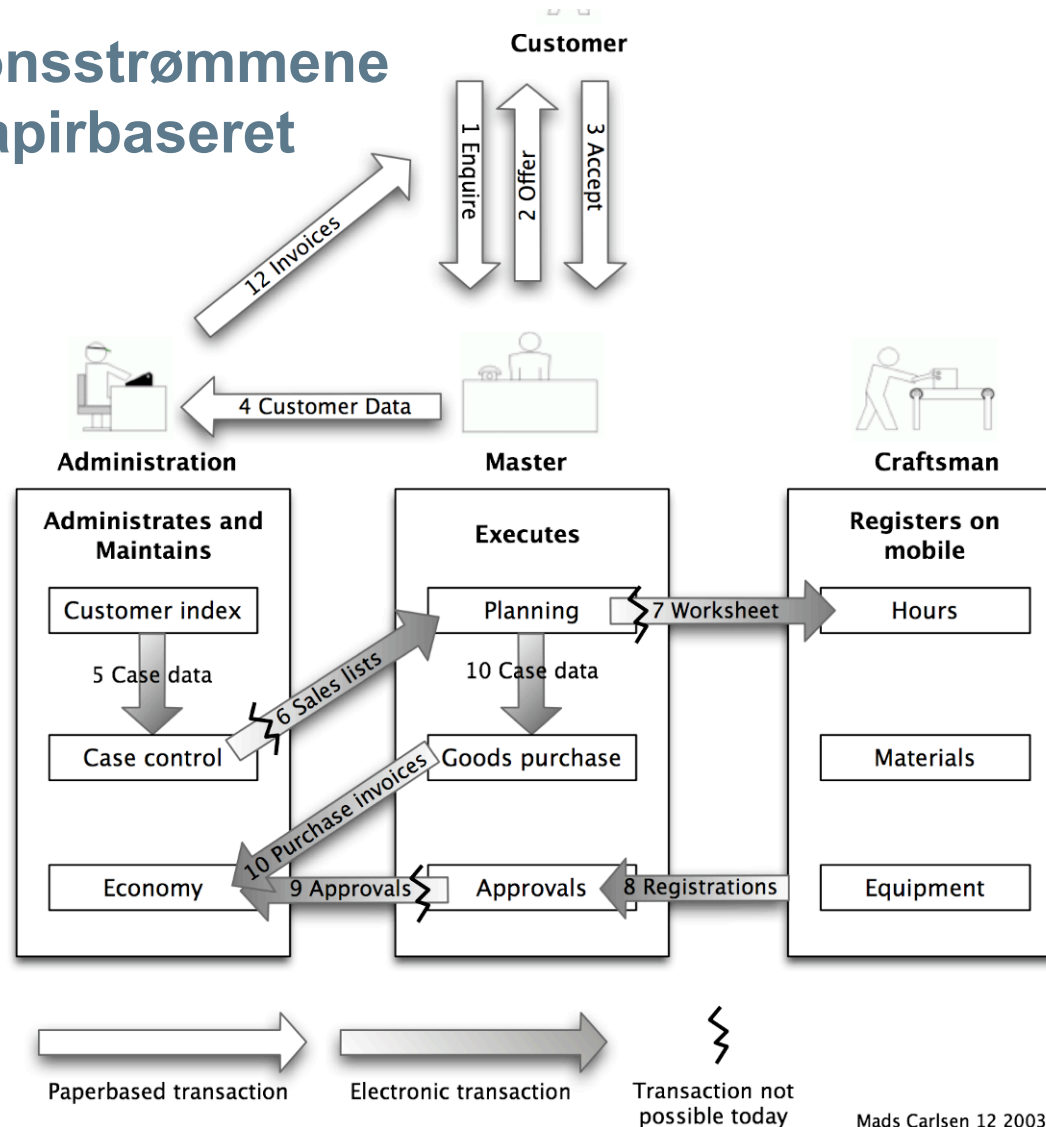 onsstrømmene
apirbaseret
Customer
1 Enquire
2 Offer
3 Accept
12 Invoices
4 Customer Data
Administration
Master
Craftsman
Administrates and
Maintains
Executes
Registers on
mobile
Customer index
Planning
7 Worksheet
Hours
5 Case data
6 Sales lists
10 Case data
Case control
Goods purchase
Materials
10 Purchase invoices
Economy
9 Approvals
Approvals
8 Registrations
Equipment
Paperbased transaction
Electronic transaction
Transaction not
possible today
Mads Carlsen 12 2003